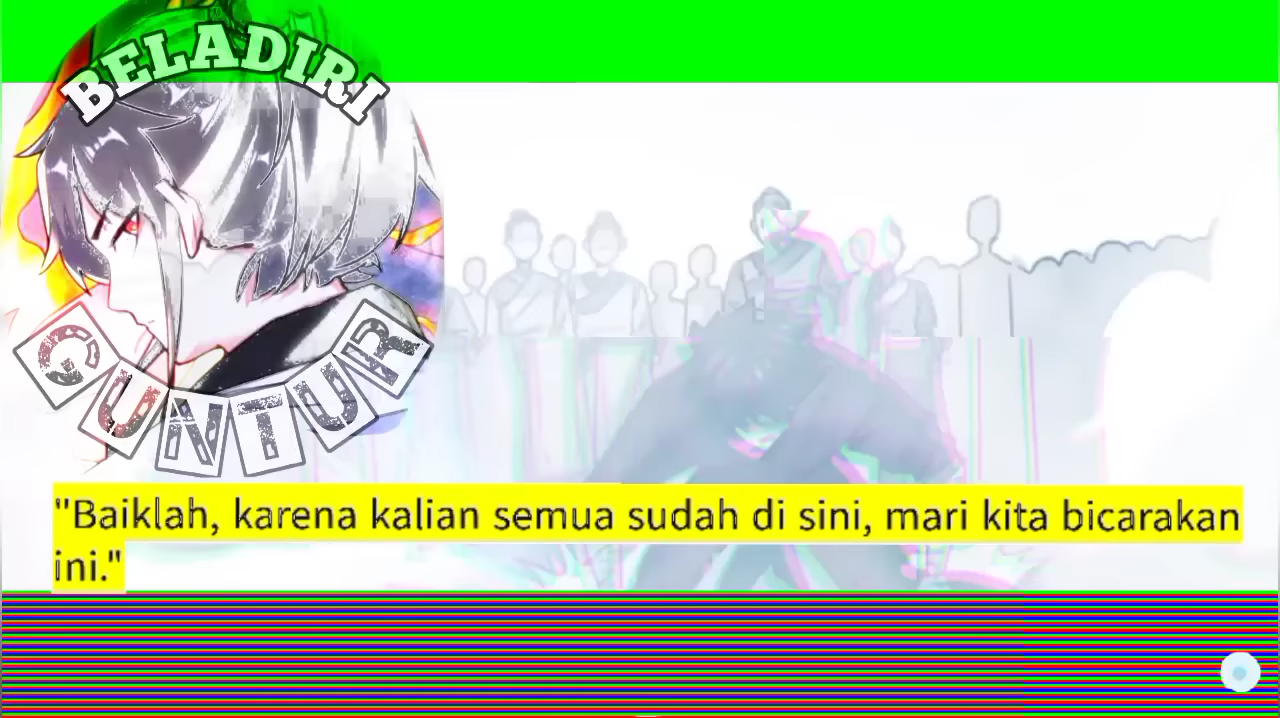 BELADIRI
GUNTUR
"Baiklah, karena kalian semua sudah di sini, mari kita bicarakan
ini."